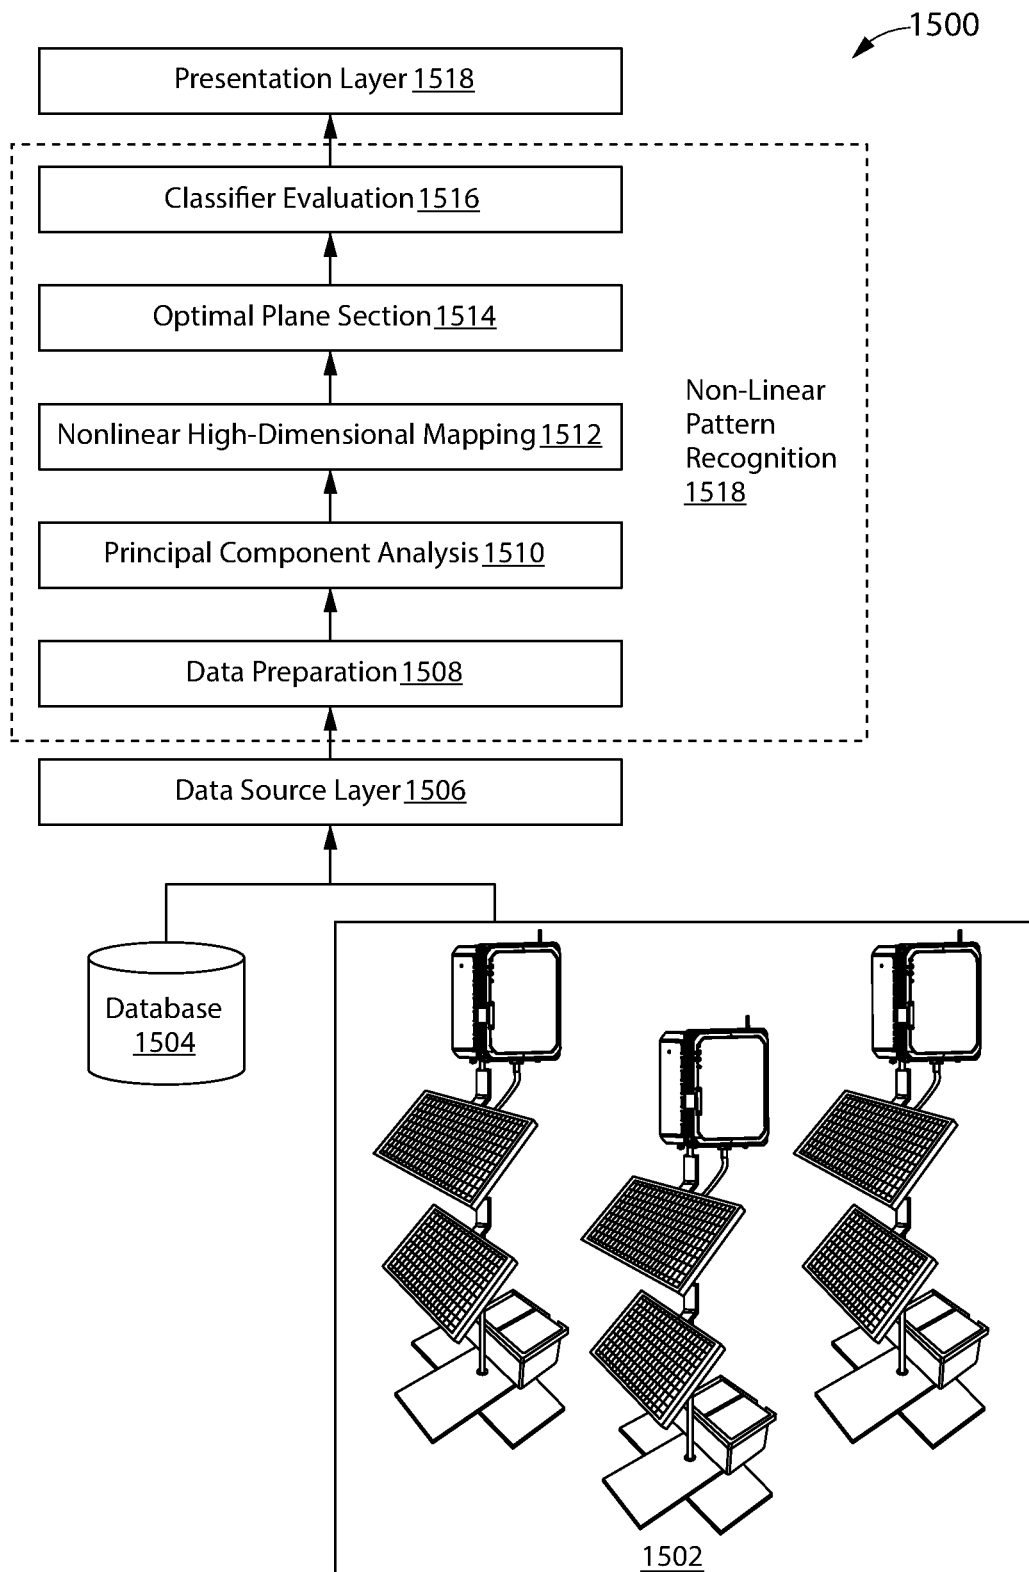 1500
Presentation Layer 1518
Classifier Evaluation 1516
Optimal Plane Section 1514
Nonlinear High-Dimensional Mapping 1512
Non-Linear
Pattern
Recognition
1518
Principal Component Analysis 1510
Data Preparation 1508
Data Source Layer 1506
Database
1504
1502